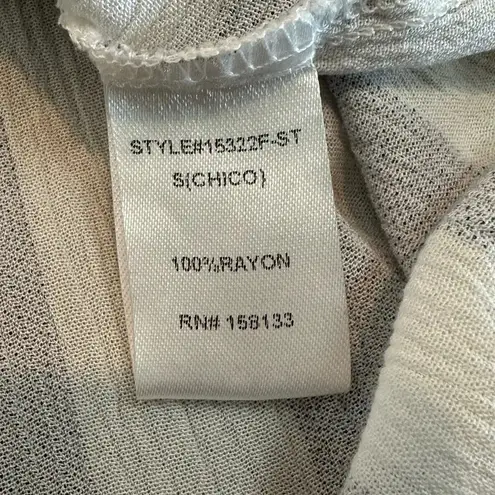 STYLE#15322F-ST
S(CHICO)
100%RAYON
RN# 158133